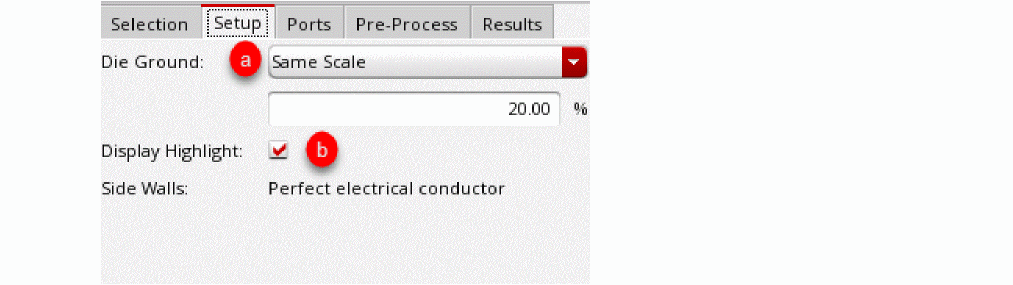 Selection Setup Ports Pre-Process Results
Die Ground: a Same Scale
20.00 %
Display Highlight: b
Side Walls: Perfect electrical conductor